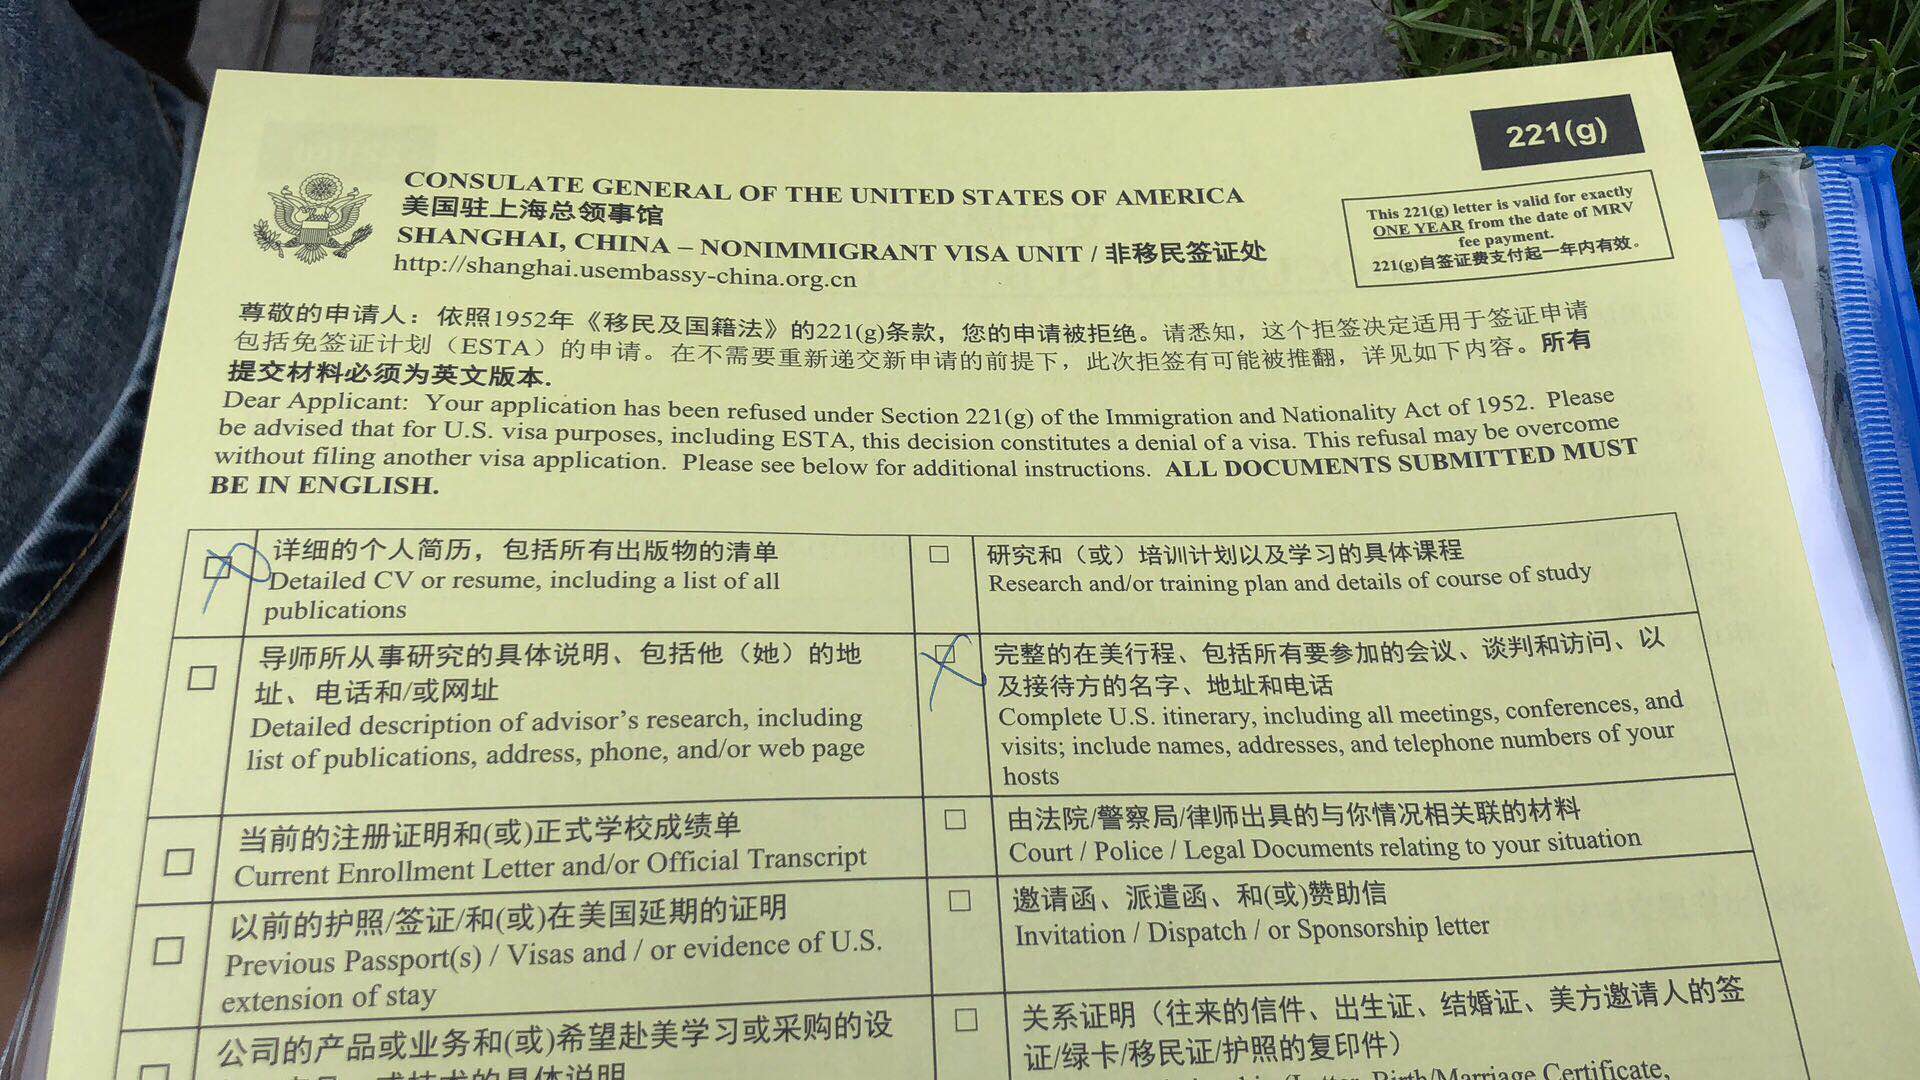 221(g)
CONSULATE GENERAL OF THE UNITED STATES OF AMERICA
美国驻上海总领事馆
SHANGHAI, CHINA – NONIMMIGRANT VISA UNIT / 非移民签证处
http://shanghai.usembassy-china.org.cn
This 221(g) letter is valid for exactly
ONE YEAR from the date of MRV
fee payment.
221(g)自签证费支付起一年内有效。
尊敬的申请人：依照1952年《移民及国籍法》的221(g)条款，您的申请被拒绝。请悉知，这个拒签决定适用于签证申请
包括免签证计划（ESTA）的申请。在不需要重新递交新申请的前提下，此次拒签有可能被推翻，详见如下内容。所有
提交材料必须为英文版本.
Dear Applicant: Your application has been refused under Section 221(g) of the Immigration and Nationality Act of 1952. Please
be advised that for U.S. visa purposes, including ESTA, this decision constitutes a denial of a visa. This refusal may be overcome
without filing another visa application. Please see below for additional instructions. ALL DOCUMENTS SUBMITTED MUST
BE IN ENGLISH.
详细的个人简历，包括所有出版物的清单
Detailed CV or resume, including a list of all
publications
研究和（或）培训计划以及学习的具体课程
Research and/or training plan and details of course of study
导师所从事研究的具体说明、包括他（她）的地
址、电话和/或网址
Detailed description of advisor's research, including
list of publications, address, phone, and/or web page
完整的在美行程、包括所有要参加的会议、谈判和访问、以
及接待方的名字、地址和电话
Complete U.S. itinerary, including all meetings, conferences, and
visits; include names, addresses, and telephone numbers of your
hosts
当前的注册证明和(或)正式学校成绩单
Current Enrollment Letter and/or Official Transcript
由法院/警察局/律师出具的与你情况相关联的材料
Court / Police / Legal Documents relating to your situation
以前的护照/签证/和(或)在美国延期的证明
Previous Passport(s) / Visas and / or evidence of U.S.
extension of stay
邀请函、派遣函、和(或)赞助信
Invitation / Dispatch / or Sponsorship letter
公司的产品或业务和(或)希望赴美学习或采购的设
的具体说明
关系证明（往来的信件、出生证、结婚证、美方邀请人的签
证/绿卡/移民证/护照的复印件）
Birth/Marriage Certificate,